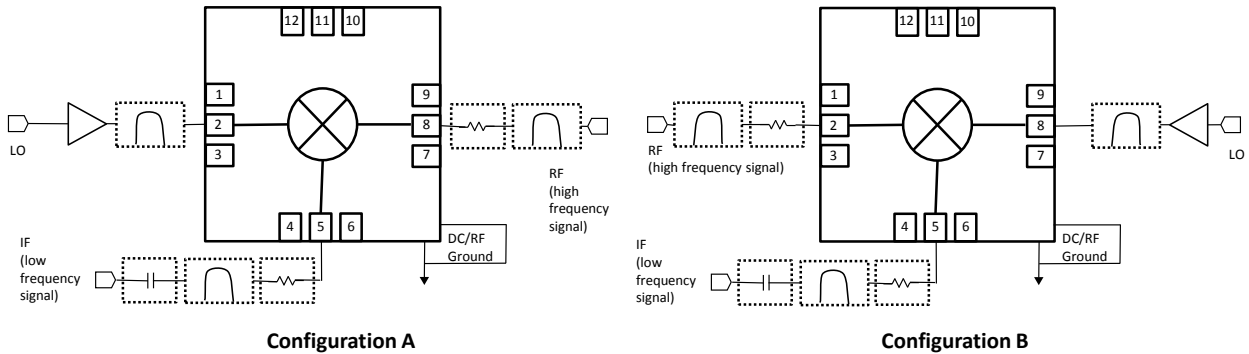 12 11 10
1
2
3
9
8
7
4 5 6
LO
RF
(high
frequency
signal)
IF
(low
frequency
signal)
DC/RF
Ground
Configuration A
12 11 10
1
2
3
9
8
7
4 5 6
RF
(high frequency signal)
LO
IF
(low
frequency
signal)
DC/RF
Ground
Configuration B